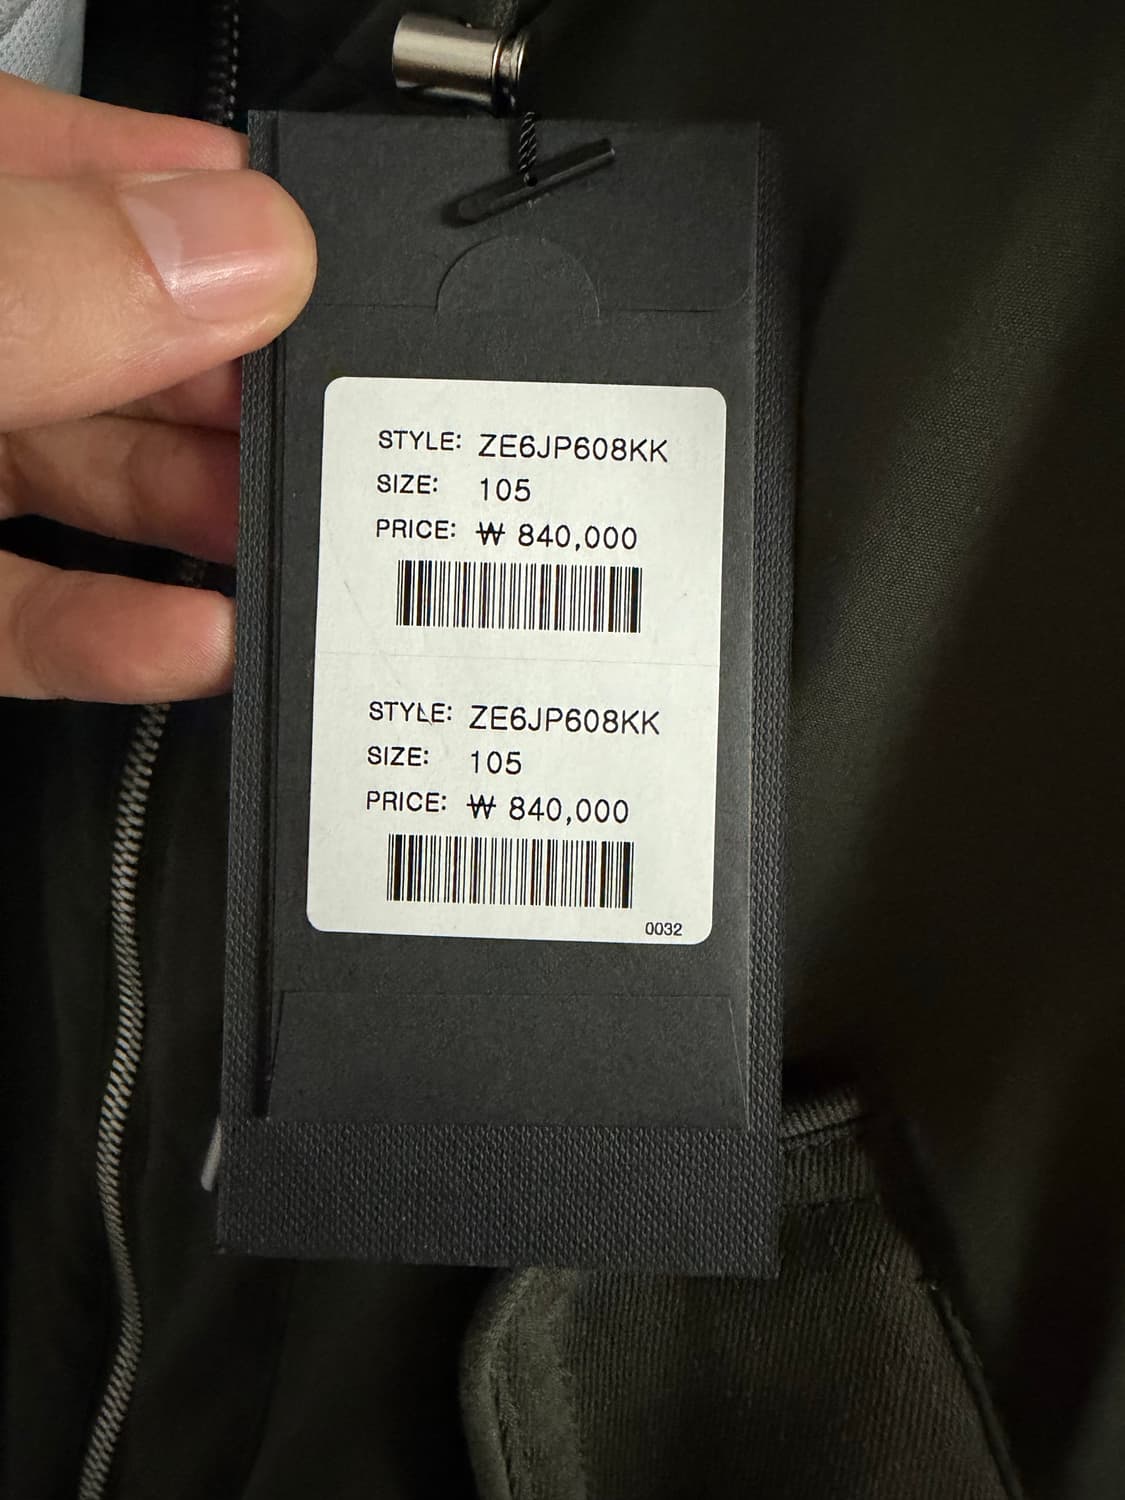 STYLE: ZE6JP608KK
SIZE: 105
PRICE: ₩ 840,000
STYLE: ZE6JP608KK
SIZE: 105
PRICE: ₩ 840,000
0032